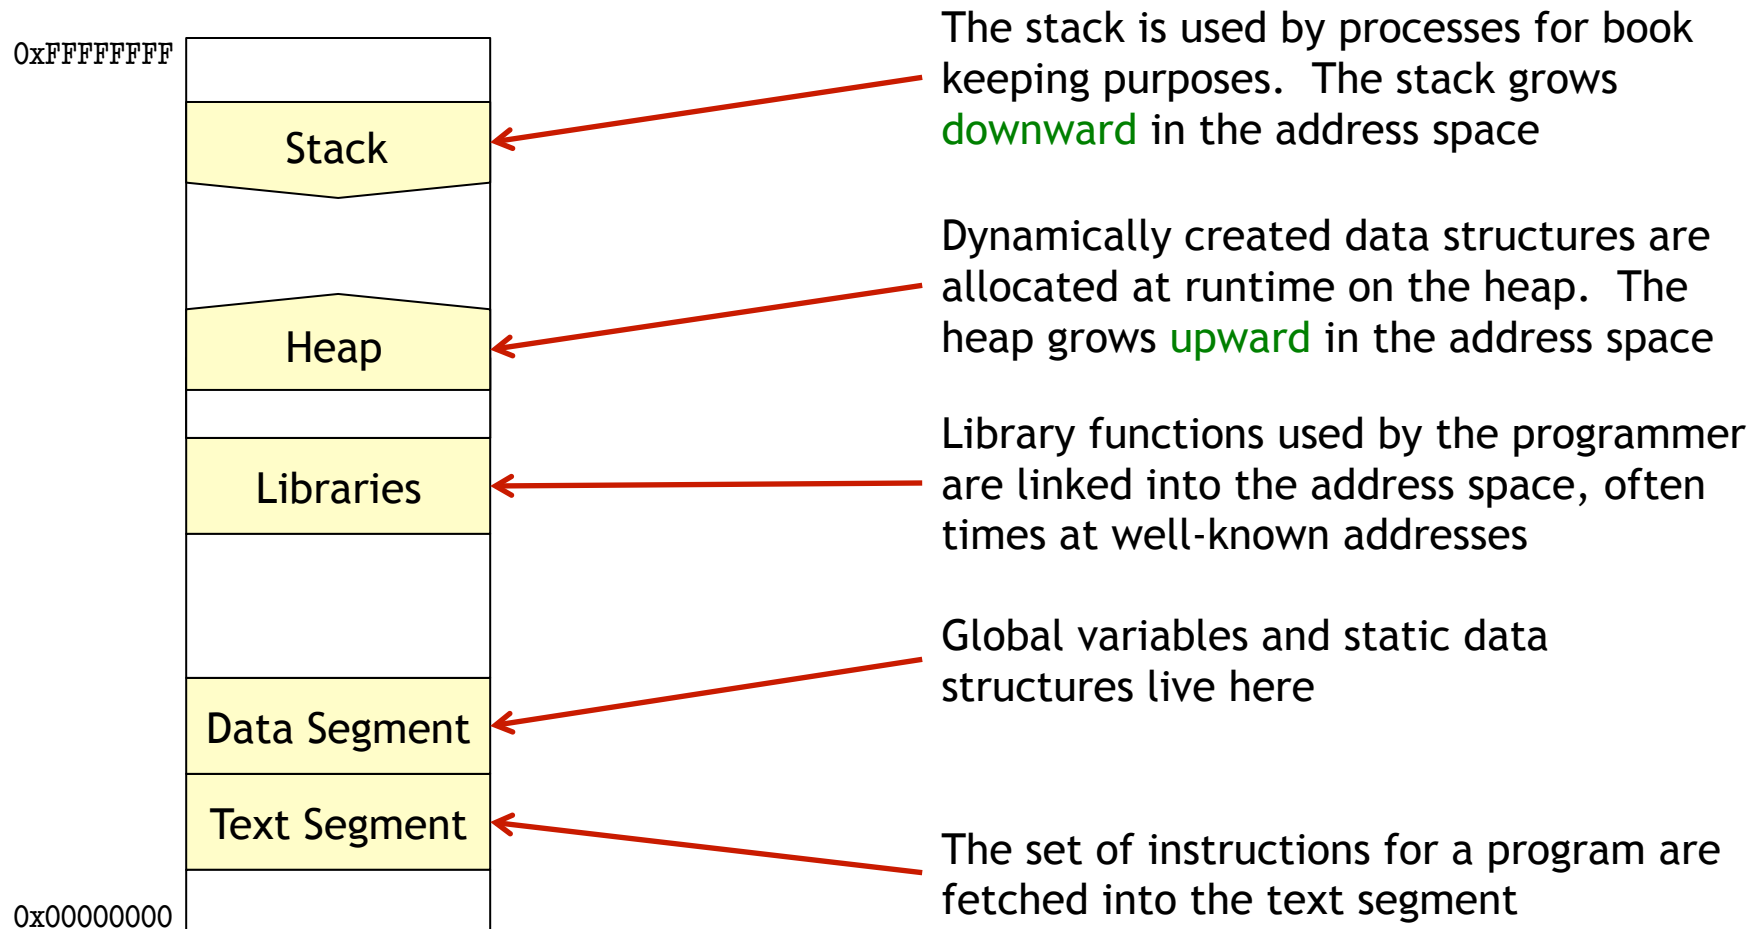 0xFFFFFFFF
Stack
The stack is used by processes for book
keeping purposes. The stack grows
downward in the address space
Heap
Dynamically created data structures are
allocated at runtime on the heap. The
heap grows upward in the address space
Libraries
Library functions used by the programmer
are linked into the address space, often
times at well-known addresses
Data Segment
Global variables and static data
structures live here
Text Segment
The set of instructions for a program are
fetched into the text segment
0x00000000